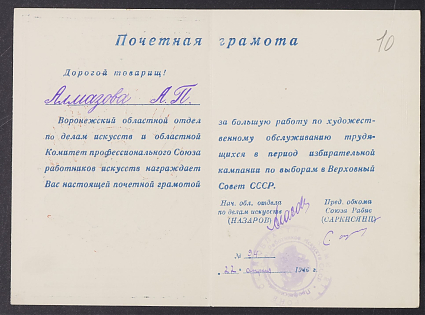 Почетная грамота
10
Дорогой товарищ!
Алмазова А.П.
Воронежский областной отдел
по делам искусств и областной
Комитет профессионального Союза
работников искусств награждает
Вас настоящей почетной грамотой
за большую работу по художест-
венному обслуживанию трудя-
щихся в период избирательной
кампании по выборам в Верховный
Совет СССР.
Нач. обл. отдела
по делам искусств
(НАЗАРОВ)
Пред. обкома
Союза Рабис
(САРКИСЯНЦ)
№
22 1946 г.